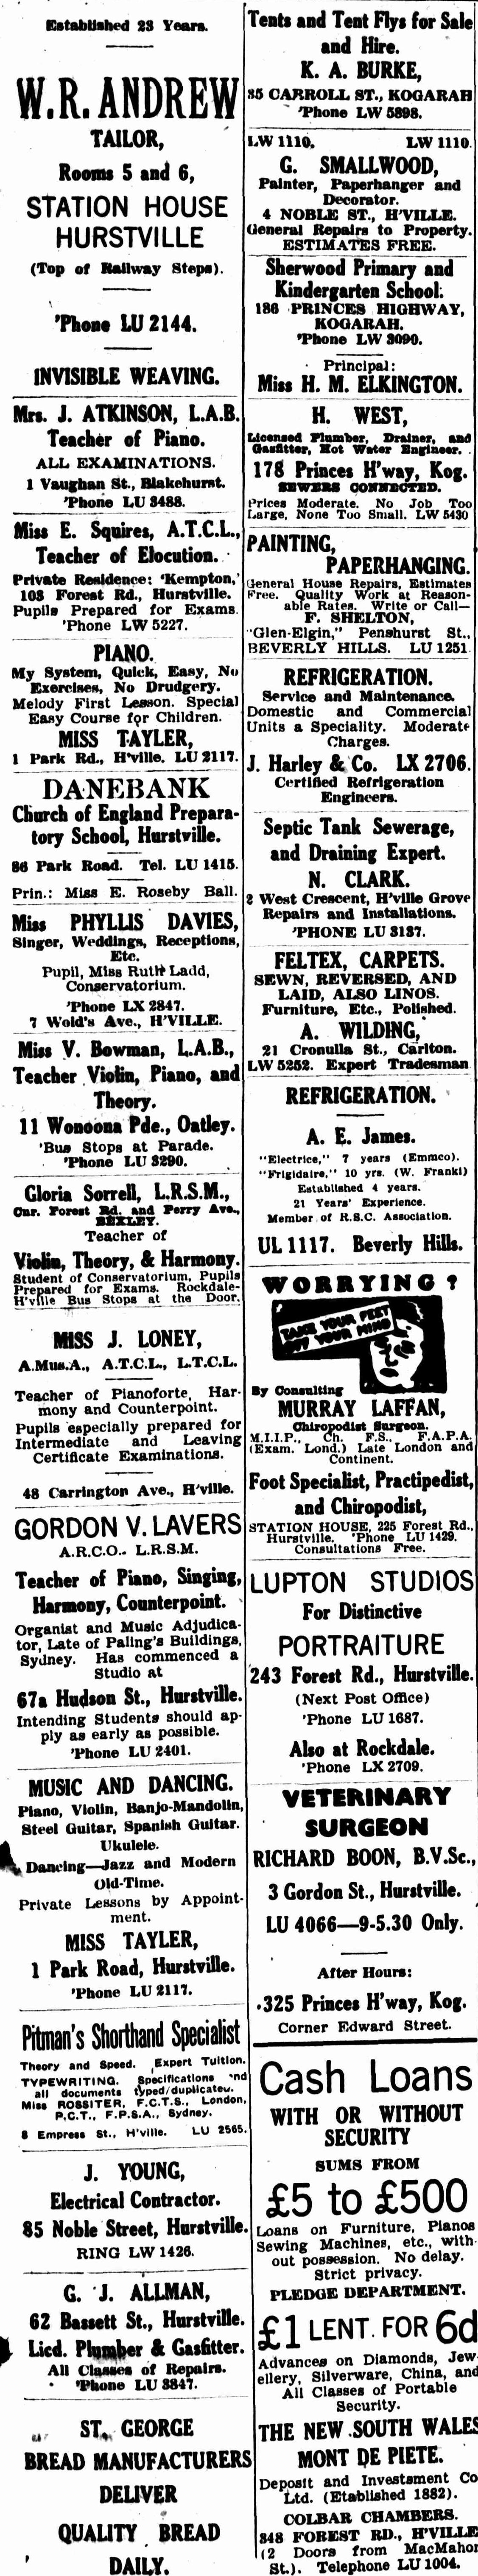 Established 23 Years.
W.R. ANDREW
TAILOR,
Rooms 5 and 6,
STATION HOUSE
HURSTVILLE
(Top of Railway Steps).
'Phone LU 2144.
INVISIBLE WEAVING.
Mrs. J. ATKINSON, L.A.B.
Teacher of Piano.
ALL EXAMINATIONS.
1 Vaughan St., Blakehurst.
'Phone LU 3488.
Miss E. Squires, A.T.C.L.,
Teacher of Elocution.
Private Residence: 'Kempton,'
103 Forest Rd., Hurstville.
Pupils Prepared for Exams.
'Phone LW 5227.
PIANO.
My System, Quick, Easy, No
Exercises, No Drudgery.
Melody First Lesson. Special
Easy Course for Children.
MISS TAYLER,
1 Park Rd., H'ville. LU 2117.
DANEBANK
Church of England Prepara-
tory School, Hurstville.
86 Park Road. Tel. LU 1415.
Prin.: Miss E. Roseby Ball.
Miss PHYLLIS DAVIES,
Singer, Weddings, Receptions,
Etc.
Pupil, Miss Ruth Ladd,
Conservatorium.
'Phone LX 2847.
7 Wold's Ave., H'VILLE.
Miss V. Bowman, L.A.B.,
Teacher Violin, Piano, and
Theory.
11 Wonoona Pde., Oatley.
'Bus Stops at Parade.
'Phone LU 3290.
Gloria Sorrell, L.R.S.M.,
Cnr. Forest Rd. and Perry Ave.,
BEXLEY.
Teacher of
Violin, Theory, & Harmony.
Student of Conservatorium, Pupils
Prepared for Exams. Rockdale-
H'ville Bus Stops at the Door.
MISS J. LONEY,
A.Mus.A., A.T.C.L., L.T.C.L.
Teacher of Pianoforte, Har-
mony and Counterpoint.
Pupils especially prepared for
Intermediate and Leaving
Certificate Examinations.
48 Carrington Ave., H'ville.
GORDON V. LAVERS
A.R.C.O.. L.R.S.M.
Teacher of Piano, Singing,
Harmony, Counterpoint.
Organist and Music Adjudica-
tor, Late of Paling's Buildings,
Sydney. Has commenced a
Studio at
67a Hudson St., Hurstville.
Intending Students should ap-
ply as early as possible.
'Phone LU 2401.
MUSIC AND DANCING.
Piano, Violin, Banjo-Mandolin,
Steel Guitar, Spanish Guitar.
Ukulele.
Dancing—Jazz and Modern
Old-Time.
Private Lessons by Appoint-
ment.
MISS TAYLER,
1 Park Road, Hurstville.
'Phone LU 2117.
Pitman's Shorthand Specialist
Theory and Speed. Expert Tuition.
TYPEWRITING. Specifications and
all documents typed/duplicated.
Miss ROSSITER, F.C.T.S., London,
P.C.T., F.P.S.A., Sydney.
8 Empress St., H'ville. LU 2565.
J. YOUNG,
Electrical Contractor.
85 Noble Street, Hurstville.
RING LW 1426.
G. J. ALLMAN,
62 Bassett St., Hurstville.
Licd. Plumber & Gasfitter.
All Classes of Repairs.
'Phone LU 3847.
ST. GEORGE
BREAD MANUFACTURERS
DELIVER
QUALITY BREAD
DAILY.
Tents and Tent Flys for Sale
and Hire.
K. A. BURKE,
35 CARROLL ST., KOGARAH
'Phone LW 5898.
LW 1110. LW 1110.
G. SMALLWOOD,
Painter, Paperhanger and
Decorator.
4 NOBLE ST., H'VILLE.
General Repairs to Property.
ESTIMATES FREE.
Sherwood Primary and
Kindergarten School.
186 PRINCES HIGHWAY,
KOGARAH.
'Phone LW 3090.
Principal:
Miss H. M. ELKINGTON.
H. WEST,
Licensed Plumber, Drainer, and
Gasfitter, Hot Water Engineer.
178 Princes H'way, Kog.
SEWERS CONNECTED.
Prices Moderate. No Job Too
Large, None Too Small. LW 5430
PAINTING,
PAPERHANGING.
General House Repairs, Estimates
Free. Quality Work at Reason-
able Rates. Write or Call—
F. SHELTON,
"Glen-Elgin," Penshurst St.,
BEVERLY HILLS. LU 1251.
REFRIGERATION.
Service and Maintenance.
Domestic and Commercial
Units a Speciality. Moderate
Charges.
J. Harley & Co. LX 2706.
Certified Refrigeration
Engineers.
Septic Tank Sewerage,
and Draining Expert.
N. CLARK.
2 West Crescent, H'ville Grove
Repairs and Installations.
'PHONE LU 3137.
FELTEX, CARPETS.
SEWN, REVERSED, AND
LAID, ALSO LINOS.
Furniture, Etc., Polished.
A. WILDING,
21 Cronulla St., Carlton.
LW 5252. Expert Tradesman
REFRIGERATION.
A. E. James.
"Electrice," 7 years (Emmco).
"Frigidaire," 10 yrs. (W. Frankl)
Established 4 years.
21 Years' Experience.
Member of R.S.C. Association.
UL 1117. Beverly Hills.
WORRYING?
TAKE YOUR FEET
OFF YOUR MIND
By Consulting
MURRAY LAFFAN,
Chiropodist Surgeon.
M.I.I.P., Ch. F.S., F.A.P.A.
(Exam. Lond.) Late London and
Continent.
Foot Specialist, Practipedist,
and Chiropodist,
STATION HOUSE, 225 Forest Rd.,
Hurstville. 'Phone LU 1429.
Consultations Free.
LUPTON STUDIOS
For Distinctive
PORTRAITURE
243 Forest Rd., Hurstville.
(Next Post Office)
'Phone LU 1687.
Also at Rockdale.
'Phone LX 2709.
VETERINARY
SURGEON
RICHARD BOON, B.V.Sc.,
3 Gordon St., Hurstville.
LU 4066—9-5.30 Only.
After Hours:
325 Princes H'way, Kog.
Corner Edward Street.
Cash Loans
WITH OR WITHOUT
SECURITY
SUMS FROM
£5 to £500
Loans on Furniture, Pianos
Sewing Machines, etc., with-
out possession. No delay.
Strict privacy.
PLEDGE DEPARTMENT.
£1 LENT FOR 6d
Advances on Diamonds, Jew-
ellery, Silverware, China, and
All Classes of Portable
Security.
THE NEW SOUTH WALES
MONT DE PIETE.
Deposit and Investment Co
Ltd. (Etablished 1882).
COLBAR CHAMBERS.
348 FOREST RD., H'VILLE
(2 Doors from MacMahon
St.). Telephone LU 1004.